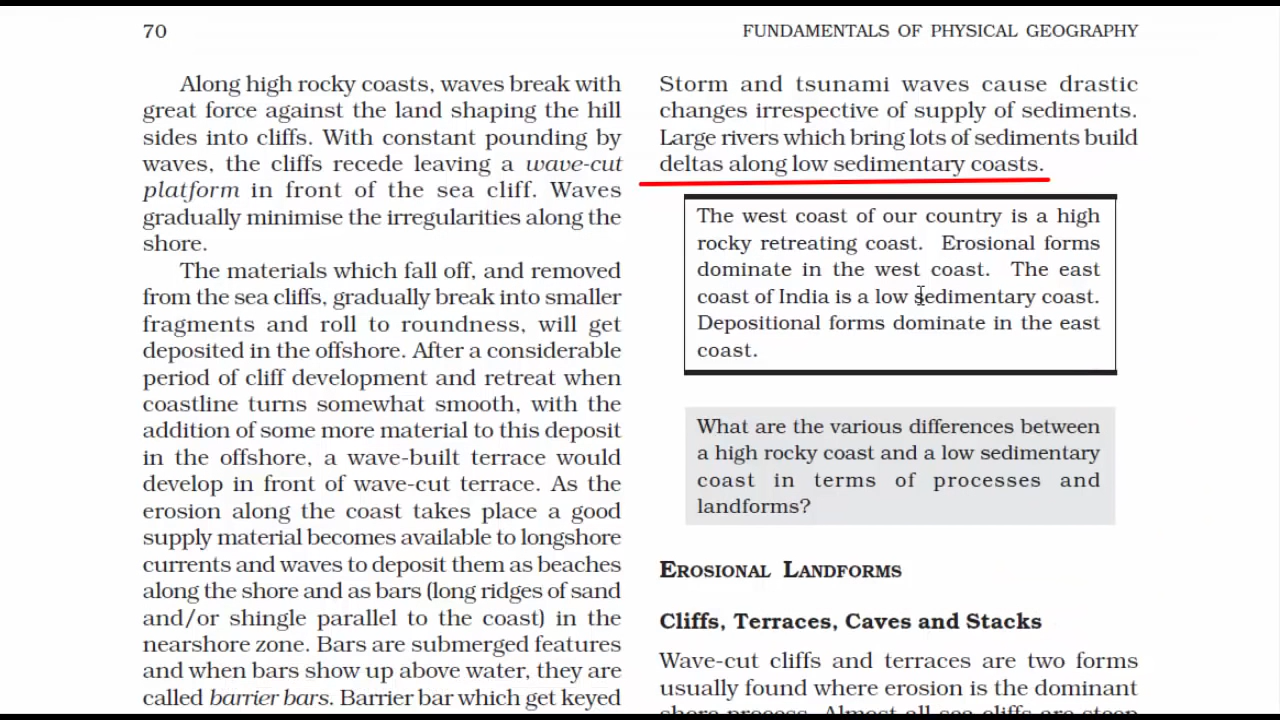 70
FUNDAMENTALS OF PHYSICAL GEOGRAPHY
Along high rocky coasts, waves break with
great force against the land shaping the hill
sides into cliffs. With constant pounding by
waves, the cliffs recede leaving a wave-cut
platform in front of the sea cliff. Waves
gradually minimise the irregularities along the
shore.
The materials which fall off, and removed
from the sea cliffs, gradually break into smaller
fragments and roll to roundness, will get
deposited in the offshore. After a considerable
period of cliff development and retreat when
coastline turns somewhat smooth, with the
addition of some more material to this deposit
in the offshore, a wave-built terrace would
develop in front of wave-cut terrace. As the
erosion along the coast takes place a good
supply material becomes available to longshore
currents and waves to deposit them as beaches
along the shore and as bars (long ridges of sand
and/or shingle parallel to the coast) in the
nearshore zone. Bars are submerged features
and when bars show up above water, they are
called barrier bars. Barrier bar which get keyed
Storm and tsunami waves cause drastic
changes irrespective of supply of sediments.
Large rivers which bring lots of sediments build
deltas along low sedimentary coasts.
The west coast of our country is a high
rocky retreating coast. Erosional forms
dominate in the west coast. The east
coast of India is a low sedimentary coast.
Depositional forms dominate in the east
coast.
What are the various differences between
a high rocky coast and a low sedimentary
coast in terms of processes and
landforms?
EROSIONAL LANDFORMS
Cliffs, Terraces, Caves and Stacks
Wave-cut cliffs and terraces are two forms
usually found where erosion is the dominant
shore process. Almost all sea cliffs are steep